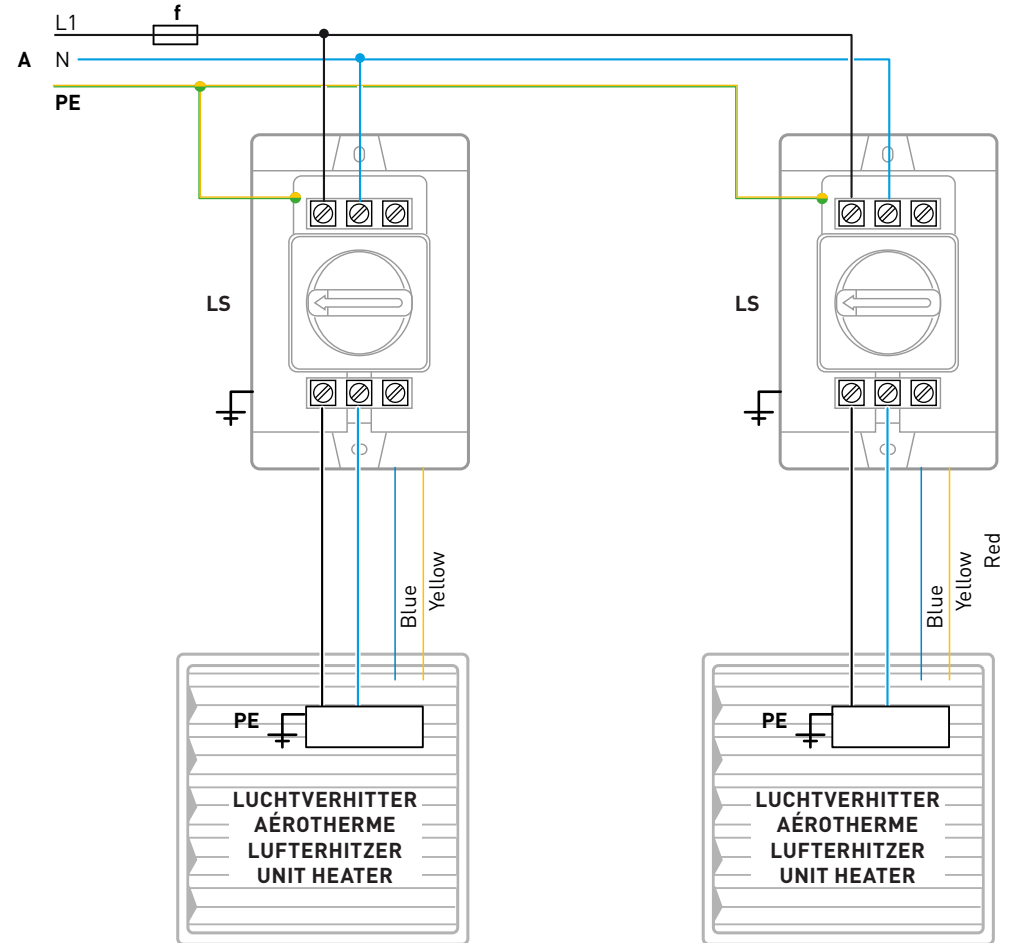 f
L1
A N
PE
LS
LS
Blue
Yellow
Blue
Yellow
Red
PE
PE
LUCHTVERHITTER
AÉROTHERME
LUFTERHITZER
UNIT HEATER
LUCHTVERHITTER
AÉROTHERME
LUFTERHITZER
UNIT HEATER